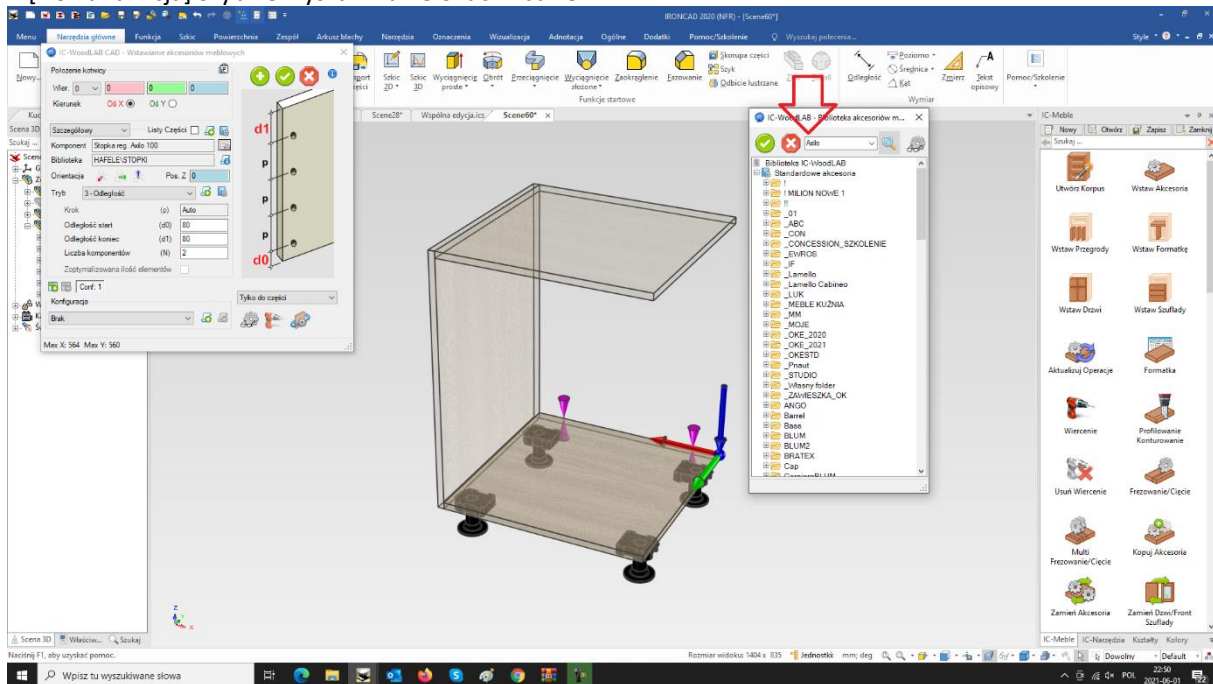 IRONCAD 2020 (NFR) - [Scene60*]
Menu Narzędzia główne Funkcja Szkic Powierzchnia Zespół Arkusz blachy Narzędzia Oznaczenia Wizualizacja Adnotacja Ogólne Dodatki Pomoc/Szkolenie Wyszukaj polecenia... Style
Nowy
Szkic 2D
Szkic 3D
Wyciągnięcie proste
Obrót
Przeciągnięcie
Wyciągnięcie złożone
Zaokrąglenie
Fazowanie
Skorupa części
Szyk
Odbicie lustrzane
Funkcje startowe
Odległość
Poziomo
Średnica
Kąt
Zmierz
Tekst opisowy
Wymiar
Pomoc/Szkolenie
Scene28* Wspólna edycja.ics Scene60*
IC-WoodLAB CAD - Wstawianie akcesoriów meblowych
Położenie kotwicy
Wier. 0 0 0 0
Kierunek Oś X Oś Y
Szczegółowy Listy Części
Komponent Stopka reg. Axilo 100
Biblioteka HAFELE\STOPKI
Orientacja Poz. Z 0
Tryb 3 - Odległość
Krok (p) Auto
Odległość start (d0) 80
Odległość koniec (d1) 80
Liczba komponentów (N) 2
Zoptymalizowana ilość elementów
Conf: 1
Konfiguracja
Brak
Tylko do części
Max X: 564 Max Y: 560
d1
p
p
p
d0
IC-WoodLAB - Biblioteka akcesoriów m...
Axilo
Biblioteka IC-WoodLAB
Standardowe akcesoria
!
! MILION NOWE 1
!!
_01
_ABC
_CON
_CONCESSION_SZKOLENIE
_EWROS
_IF
_Lamello
_Lamello Cabineo
_LUK
_MEBLE KUŹNIA
_MM
_MOJE
_OKE_2020
_OKE_2021
_OKESTD
_Pnaut
_STUDIO
_Własny folder
_ZAWIESZKA_OK
ANGO
Barrel
Base
BLUM
BLUM2
BRATEX
Cap
IC-Meble
Nowy Otwórz Zapisz Zamknij
Szukaj ...
Utwórz Korpus Wstaw Akcesoria
Wstaw Przegrody Wstaw Formatkę
Wstaw Drzwi Wstaw Szuflady
Aktualizuj Operacje Formatka
Wiercenie Profilowanie Konturowanie
Usuń Wiercenie Frezowanie/Cięcie
Multi Frezowanie/Cięcie Kopiuj Akcesoria
Zamień Akcesoria Zamień Drzwi/Front Szuflady
IC-Meble IC-Narzędzia Kształty Kolory
Z
X
Scena 3D Właściw... Szukaj
Naciśnij F1, aby uzyskać pomoc.
Rozmiar widoku: 1404 x 835 Jednostki: mm; deg Dowolny Default
Wpisz tu wyszukiwane słowa
POL 22:50
2021-06-01